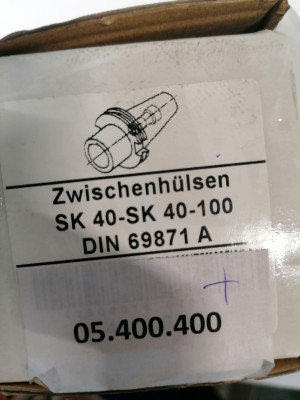 Zwischenhülsen
SK 40-SK 40-100
DIN 69871 A
05.400.400